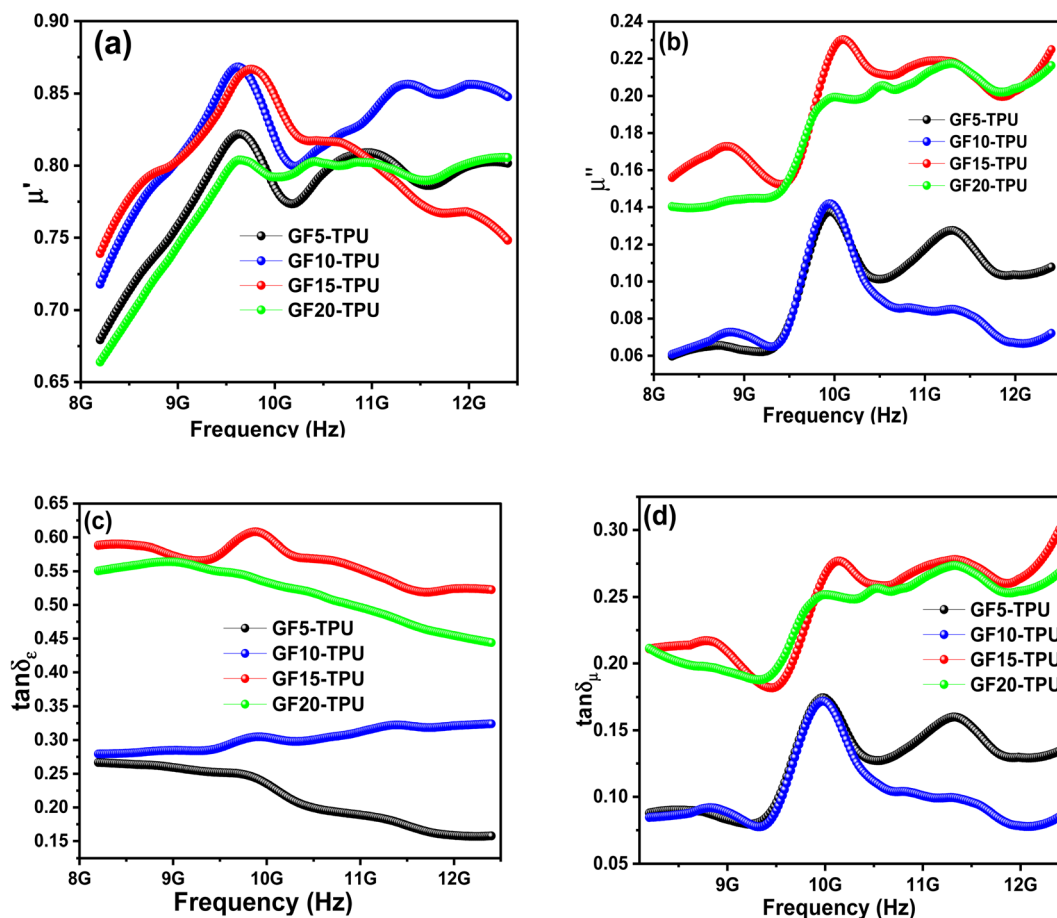 (a)
0.90
0.85
0.80
0.75
0.70
0.65
μ'
GF5-TPU
GF10-TPU
GF15-TPU
GF20-TPU
8G 9G 10G 11G 12G
Frequency (Hz)
(b)
0.24
0.22
0.20
0.18
0.16
0.14
0.12
0.10
0.08
0.06
μ''
GF5-TPU
GF10-TPU
GF15-TPU
GF20-TPU
8G 9G 10G 11G 12G
Frequency (Hz)
(c)
0.65
0.60
0.55
0.50
0.45
0.40
0.35
0.30
0.25
0.20
0.15
tanδε
GF5-TPU
GF10-TPU
GF15-TPU
GF20-TPU
8G 9G 10G 11G 12G
Frequency (Hz)
(d)
0.30
0.25
0.20
0.15
0.10
0.05
tanδμ
GF5-TPU
GF10-TPU
GF15-TPU
GF20-TPU
9G 10G 11G 12G
Frequency (Hz)